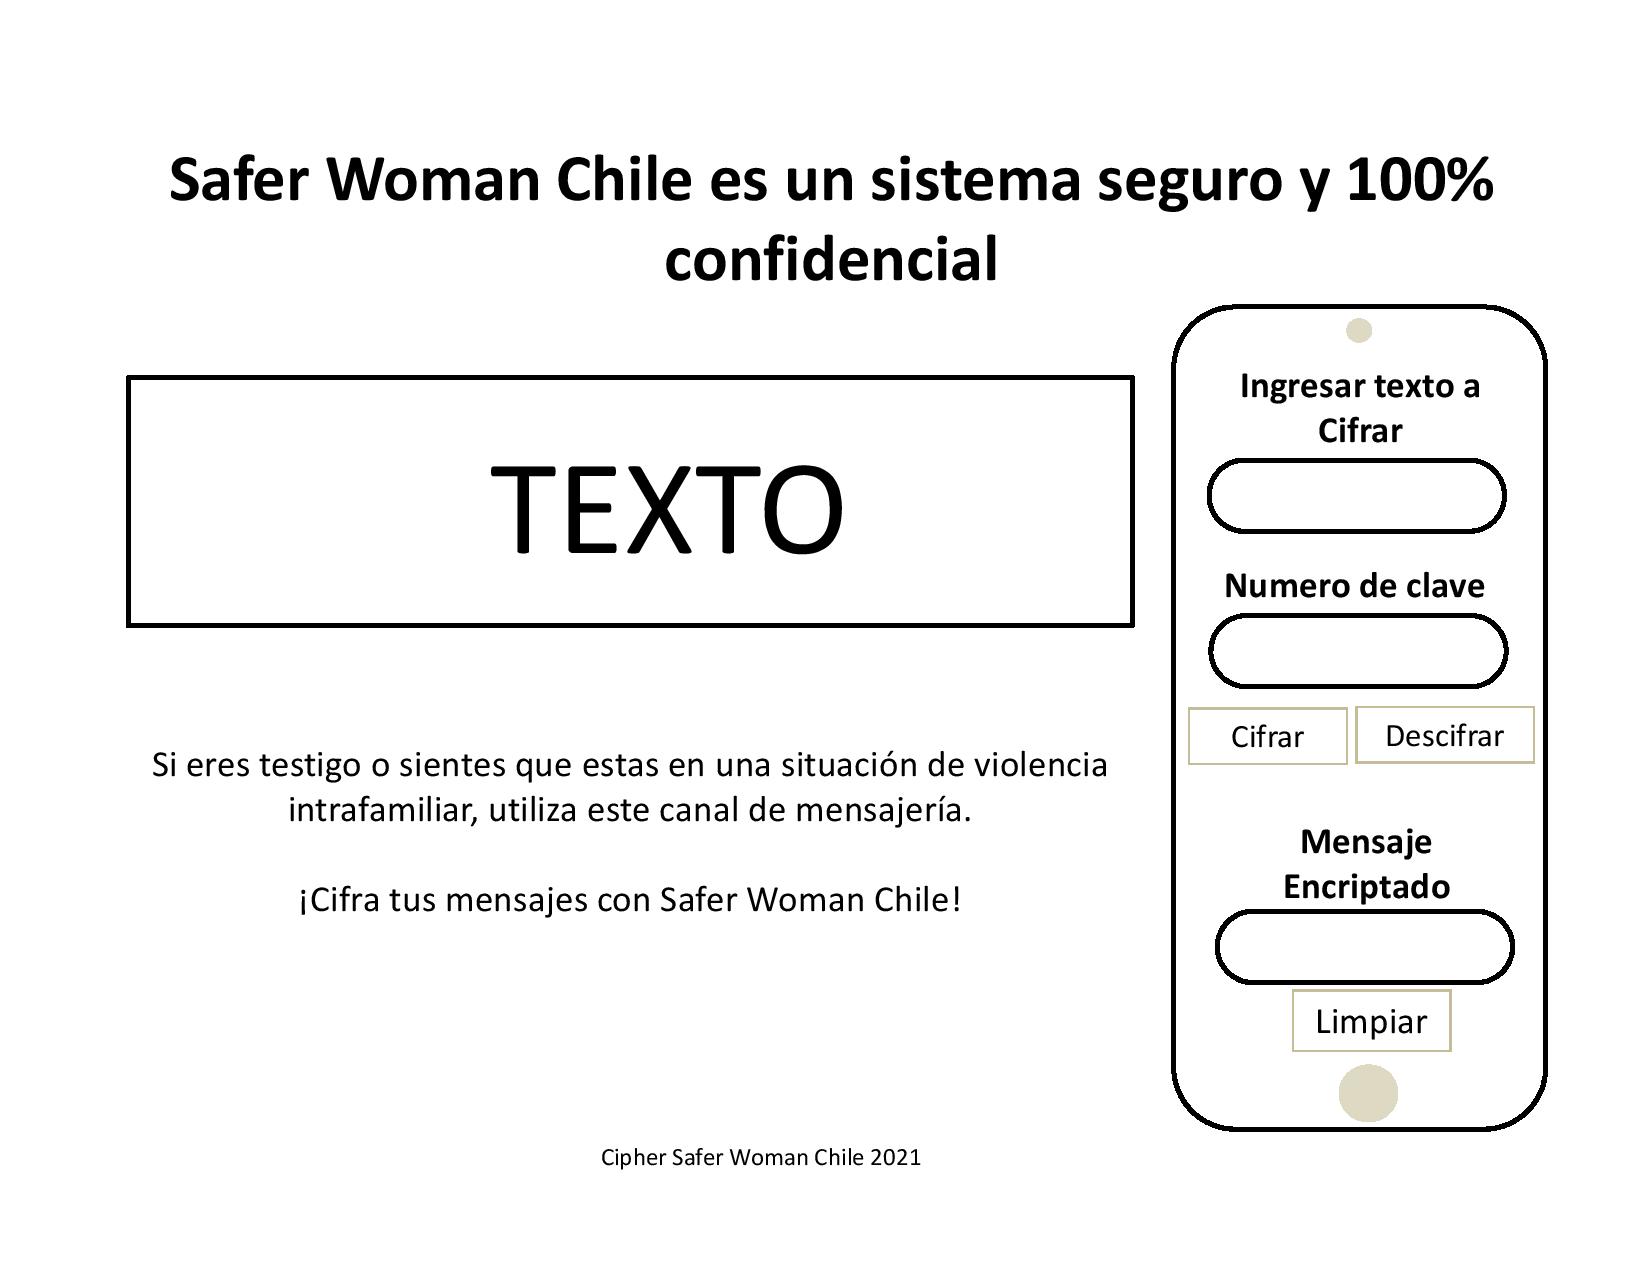 Safer Woman Chile es un sistema seguro y 100%
confidencial
TEXTO
Si eres testigo o sientes que estas en una situación de violencia
intrafamiliar, utiliza este canal de mensajería.
¡Cifra tus mensajes con Safer Woman Chile!
Ingresar texto a
Cifrar
Numero de clave
Cifrar
Descifrar
Mensaje
Encriptado
Limpiar
Cipher Safer Woman Chile 2021